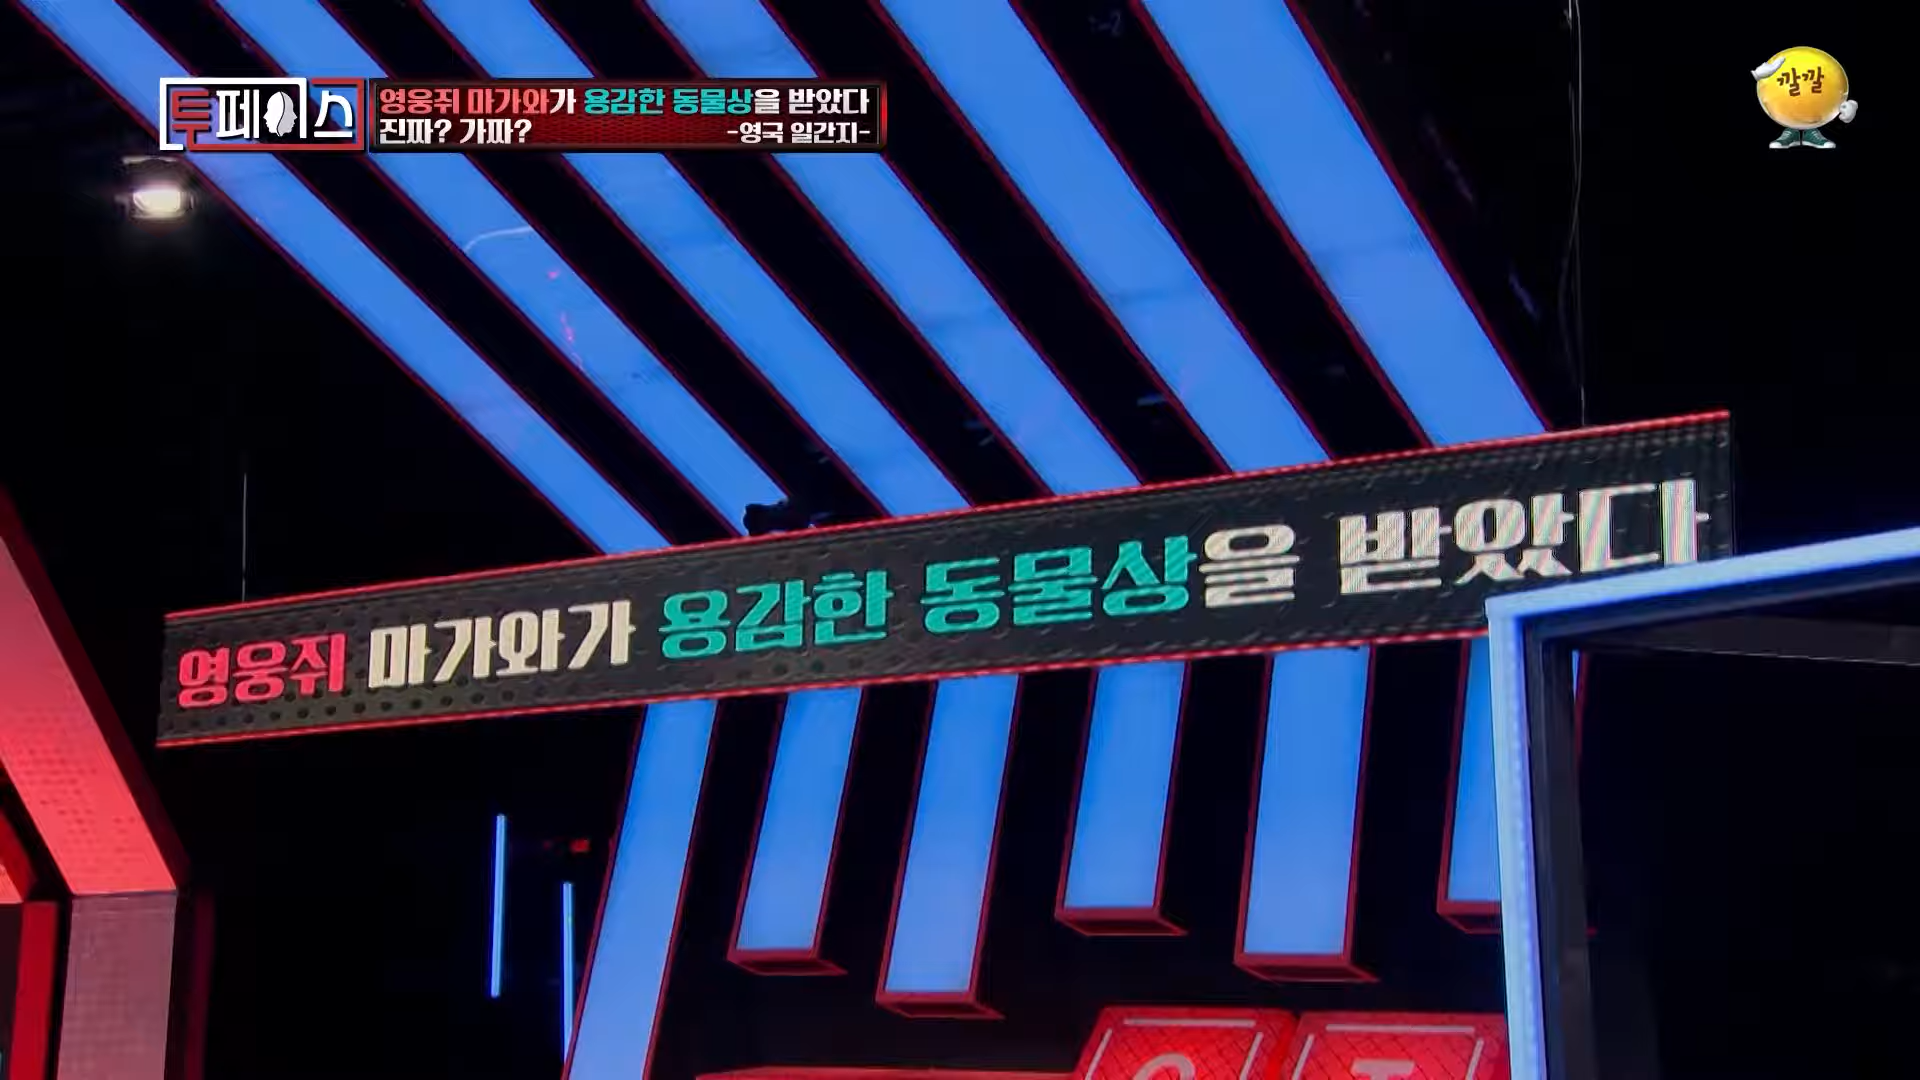 투페이스
영웅쥐 마가와가 용감한 동물상을 받았다
진짜? 가짜? -영국 일간지-
깔깔
영웅쥐 마가와가 용감한 동물상을 받았다